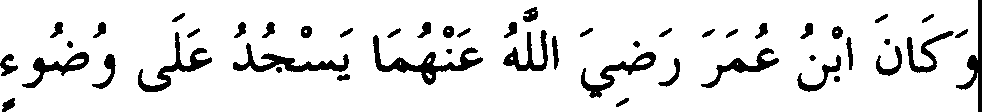 وَكَانَ ابْنُ عُمَرَ رَضِيَ اللَّهُ عَنْهُمَا يَسْجُدُ عَلَى وُضُوءٍ